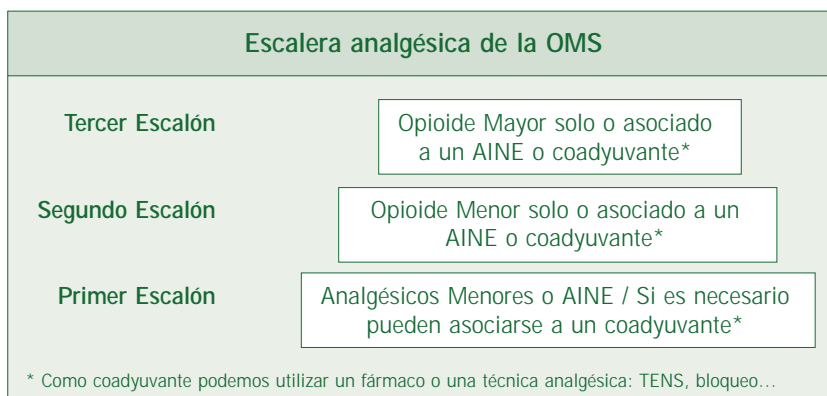 Escalera analgésica de la OMS
Tercer Escalón
Opioide Mayor solo o asociado
a un AINE o coadyuvante*
Segundo Escalón
Opioide Menor solo o asociado a un
AINE o coadyuvante*
Primer Escalón
Analgésicos Menores o AINE / Si es necesario
pueden asociarse a un coadyuvante*
* Como coadyuvante podemos utilizar un fármaco o una técnica analgésica: TENS, bloqueo…